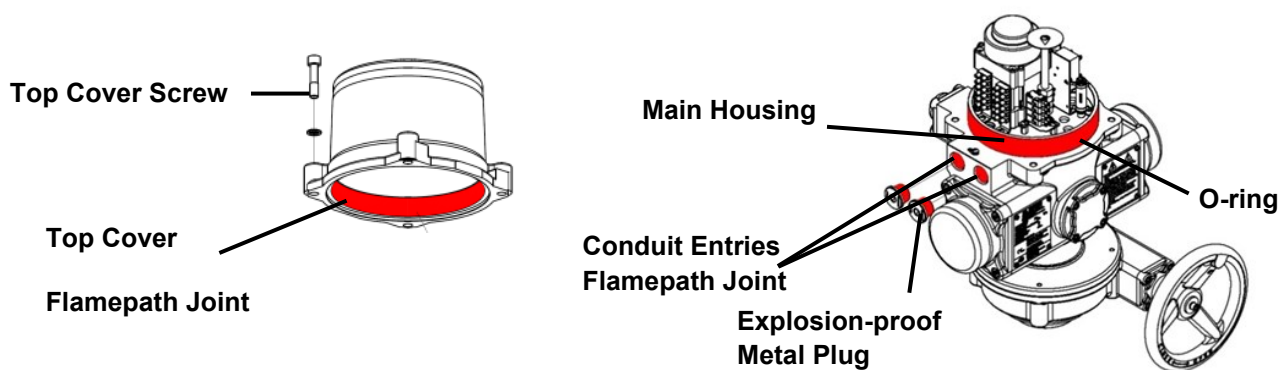 Top Cover Screw
Top Cover
Flamepath Joint
Main Housing
O-ring
Conduit Entries
Flamepath Joint
Explosion-proof
Metal Plug